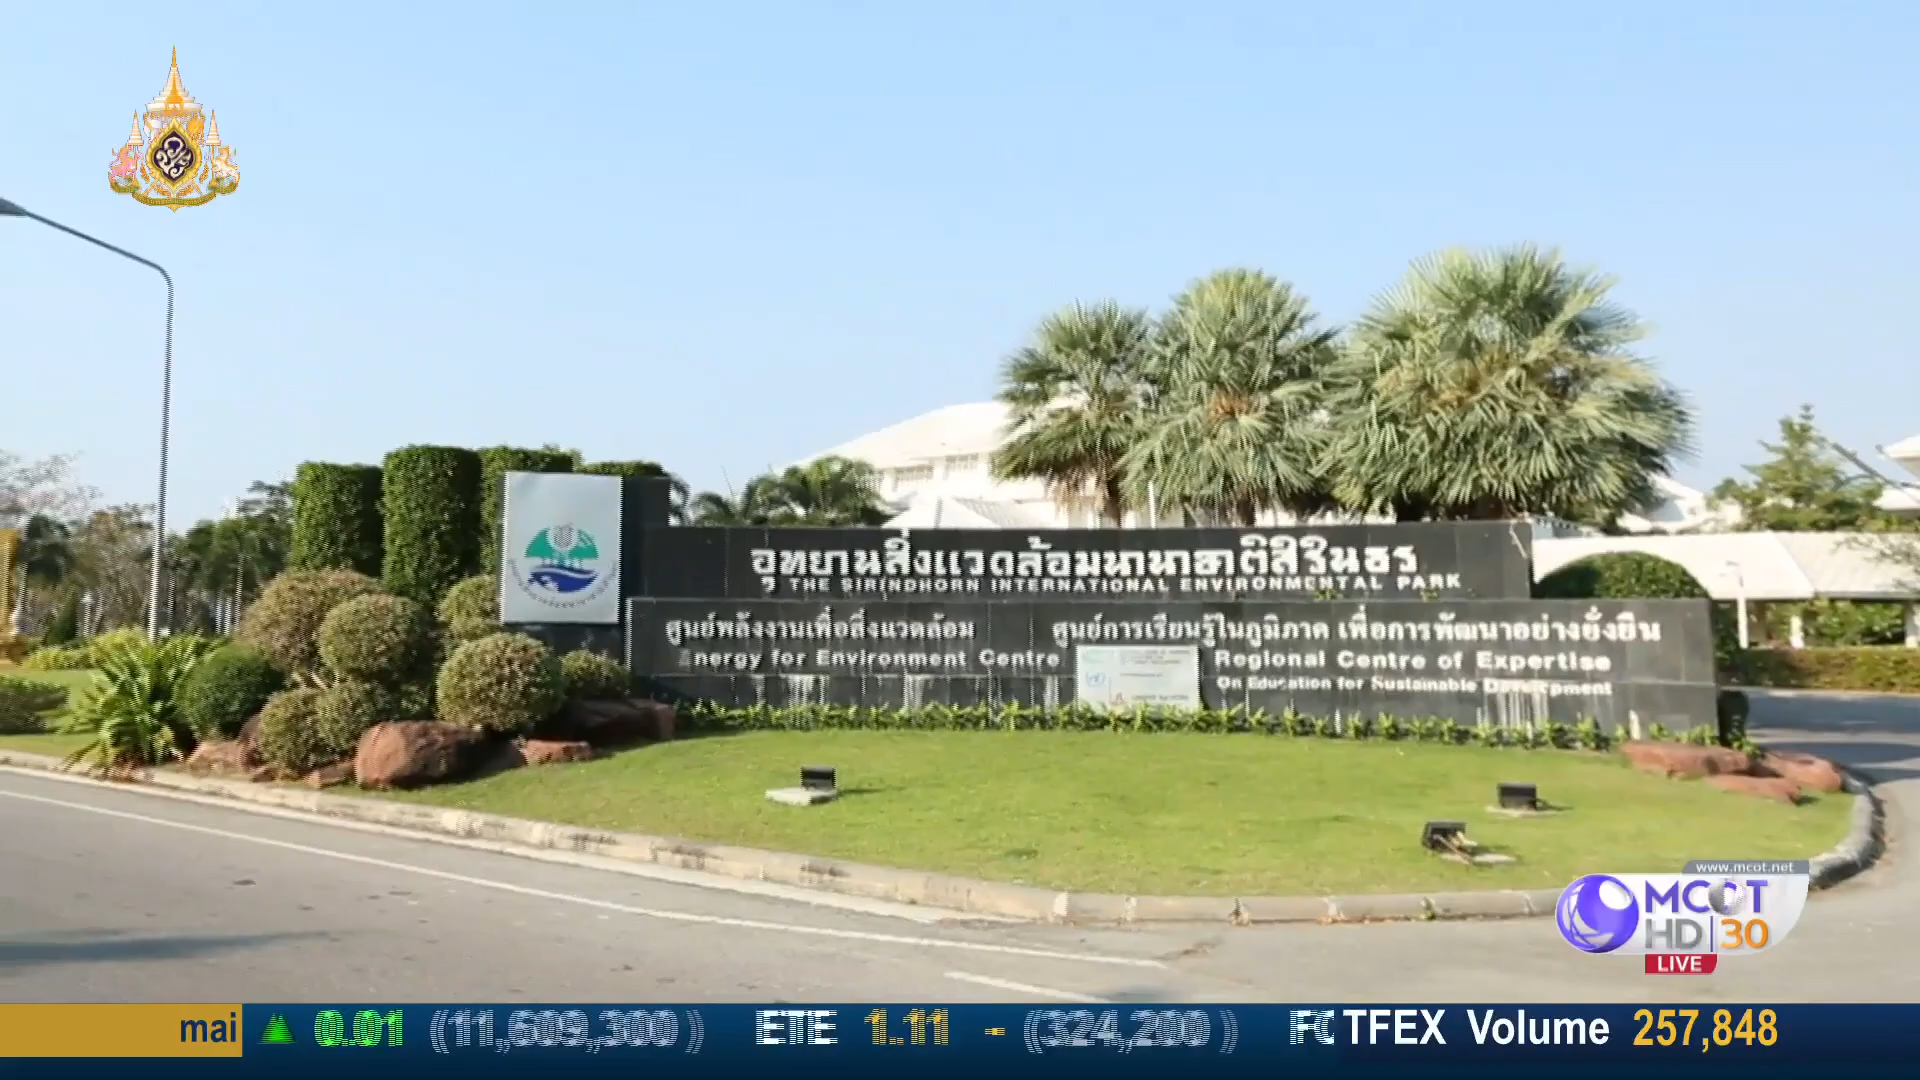 อุทยานสิ่งแวดล้อมนานาชาติสิรินธร
THE SIRINDHORN INTERNATIONAL ENVIRONMENTAL PARK
ศูนย์พลังงานเพื่อสิ่งแวดล้อม
Energy for Environment Centre
ศูนย์การเรียนรู้ในภูมิภาค เพื่อการพัฒนาอย่างยั่งยืน
Regional Centre of Expertise
On Education for Sustainable Development
www.mcot.net
MCOT
HD 30
LIVE
mai 0.01 (11,609,300) ETE 1.11 - (324,200) TFEX Volume 257,848